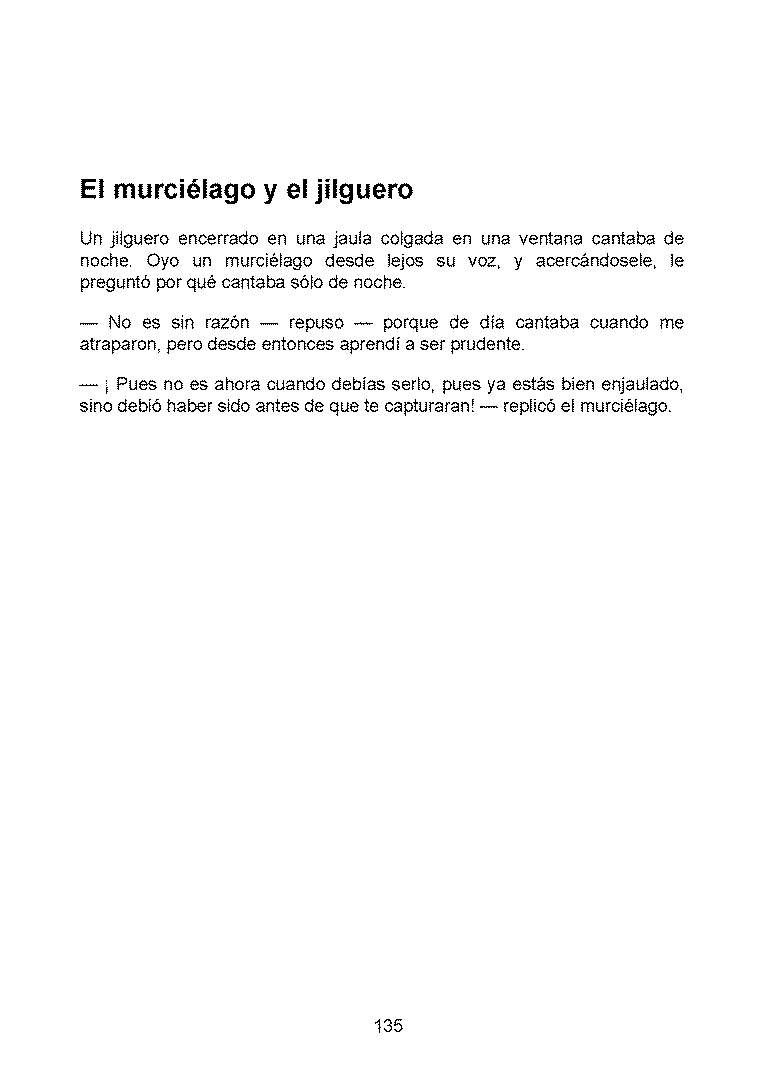 El murciélago y el jilguero
Un jilguero encerrado en una jaula colgada en una ventana cantaba de
noche. Oyo un murciélago desde lejos su voz, y acercándosele, le
preguntó por qué cantaba sólo de noche.
— No es sin razón — repuso — porque de día cantaba cuando me
atraparon, pero desde entonces aprendí a ser prudente.
— ¡ Pues no es ahora cuando debías serlo, pues ya estás bien enjaulado,
sino debió haber sido antes de que te capturaran! — replicó el murciélago.
135